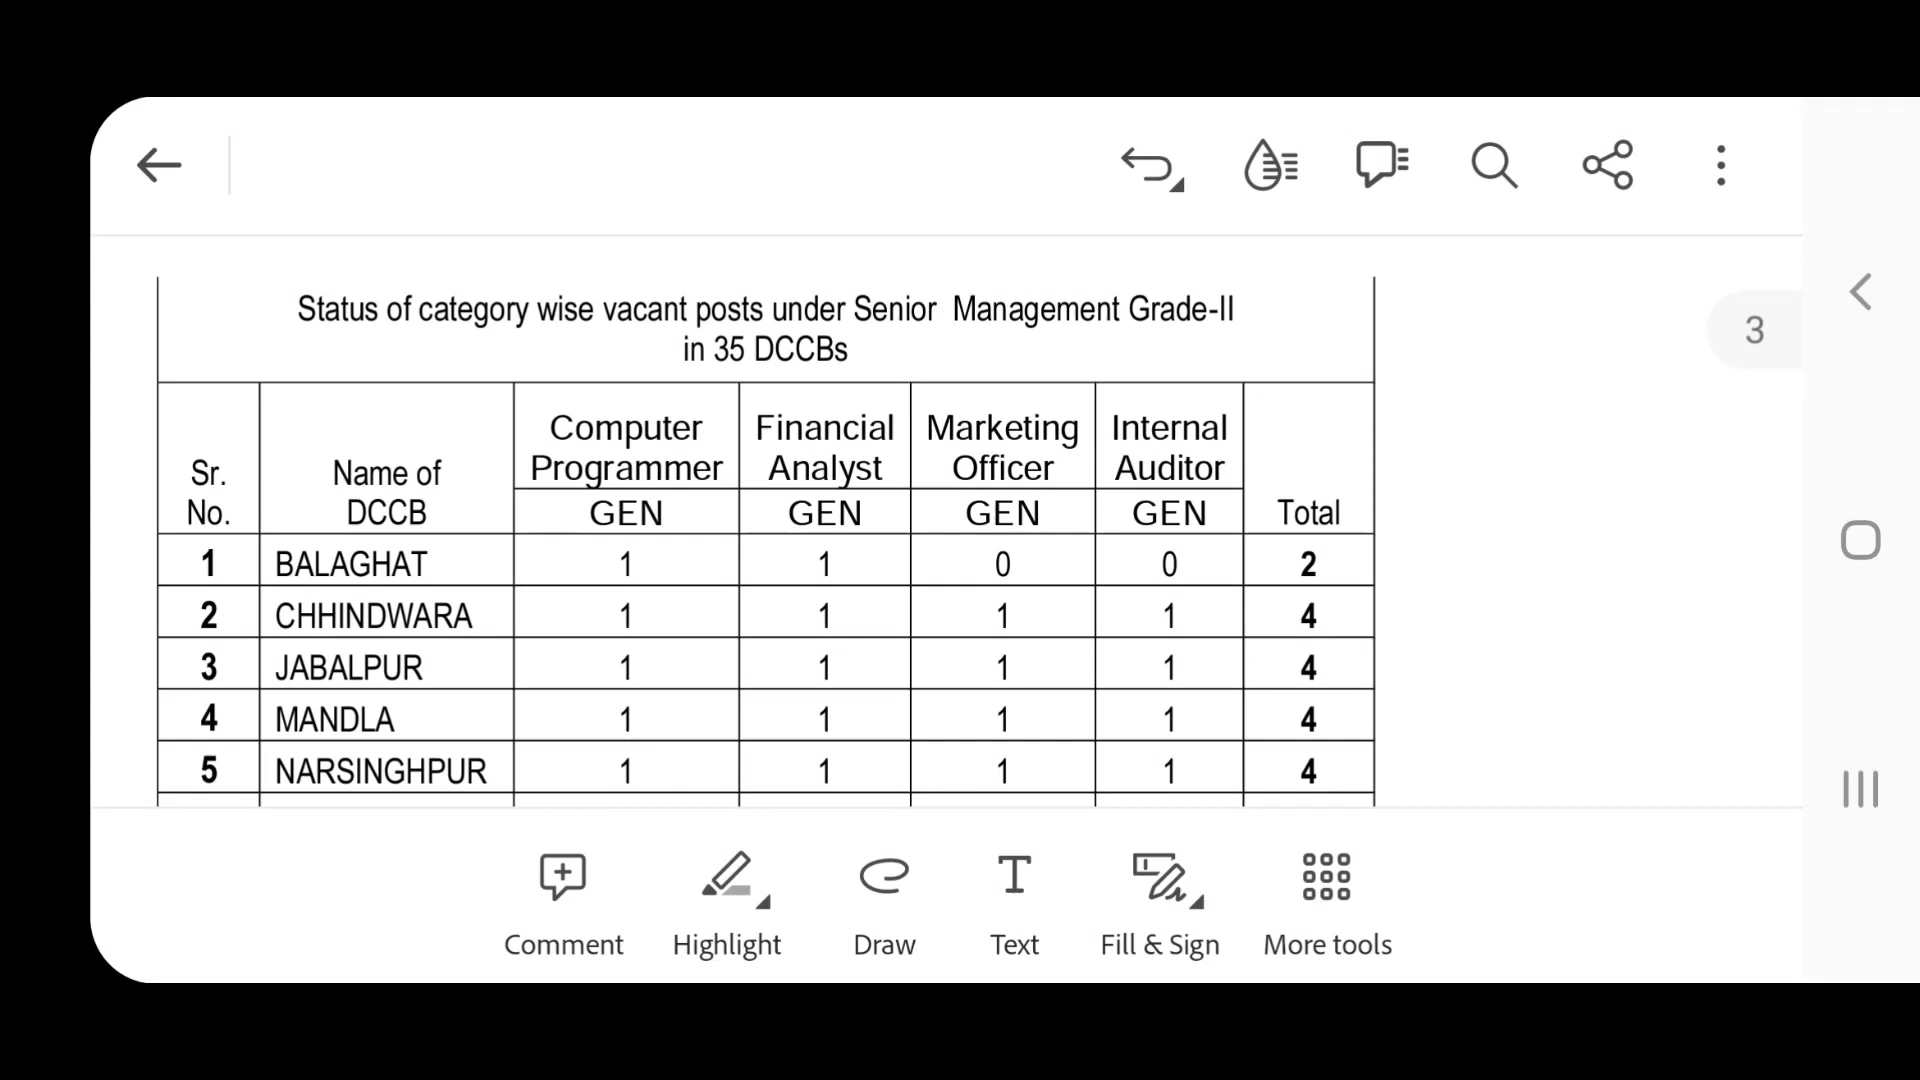 3
Status of category wise vacant posts under Senior Management Grade-II
in 35 DCCBs
Sr. No. Name of DCCB Computer Programmer Financial Analyst Marketing Officer Internal Auditor Total
GEN GEN GEN GEN
1 BALAGHAT 1 1 0 0 2
2 CHHINDWARA 1 1 1 1 4
3 JABALPUR 1 1 1 1 4
4 MANDLA 1 1 1 1 4
5 NARSINGHPUR 1 1 1 1 4
Comment Highlight Draw Text Fill & Sign More tools